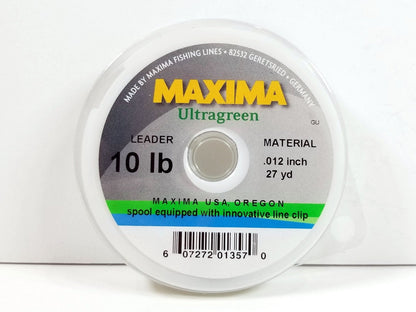 MADE BY MAXIMA FISHING LINES • 82532 GERETSRIED • GERMANY
MAXIMA
Ultragreen
GU
LEADER MATERIAL
10 lb .012 inch
27 yd
MAXIMA USA, OREGON
spool equipped with innovative line clip
6 07272 01357 0